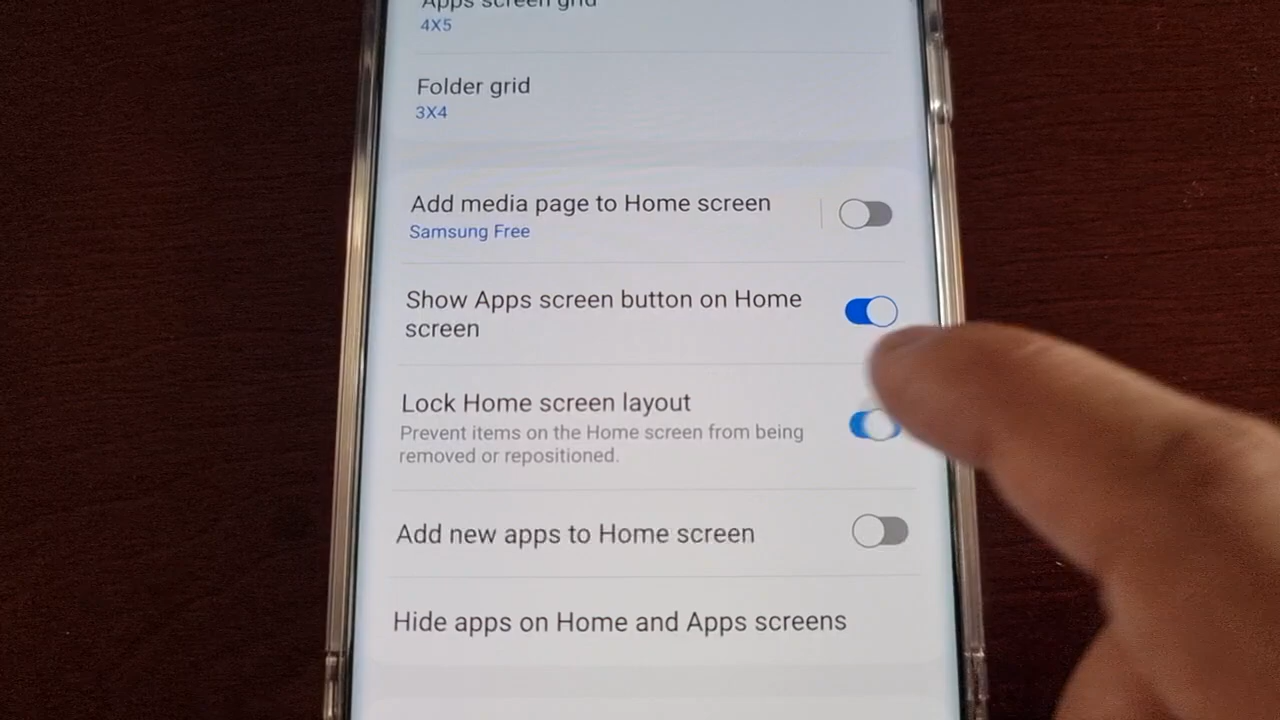 Apps screen grid
4X5
Folder grid
3X4
Add media page to Home screen
Samsung Free
Show Apps screen button on Home
screen
Lock Home screen layout
Prevent items on the Home screen from being
removed or repositioned.
Add new apps to Home screen
Hide apps on Home and Apps screens